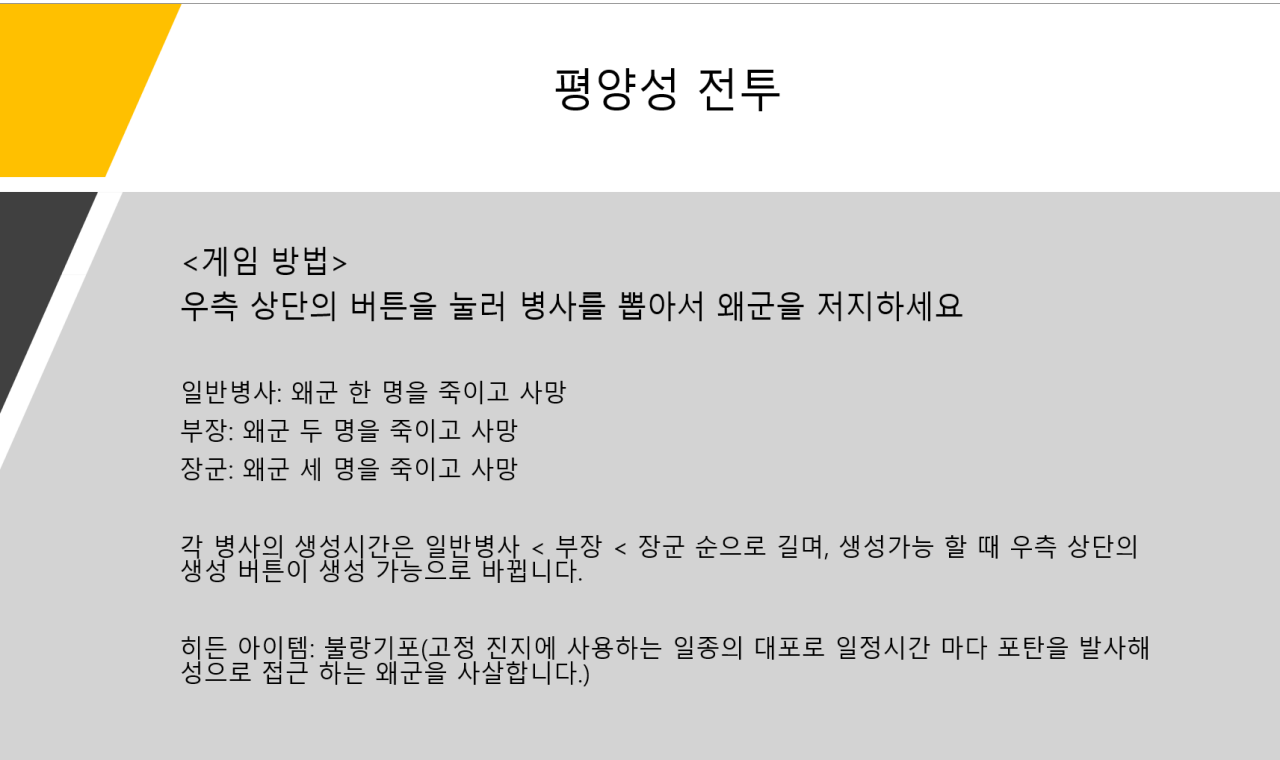 평양성 전투
<게임 방법>
우측 상단의 버튼을 눌러 병사를 뽑아서 왜군을 저지하세요
일반병사: 왜군 한 명을 죽이고 사망
부장: 왜군 두 명을 죽이고 사망
장군: 왜군 세 명을 죽이고 사망
각 병사의 생성시간은 일반병사 < 부장 < 장군 순으로 길며, 생성가능 할 때 우측 상단의
생성 버튼이 생성 가능으로 바뀝니다.
히든 아이템: 불랑기포(고정 진지에 사용하는 일종의 대포로 일정시간 마다 포탄을 발사해
성으로 접근 하는 왜군을 사살합니다.)